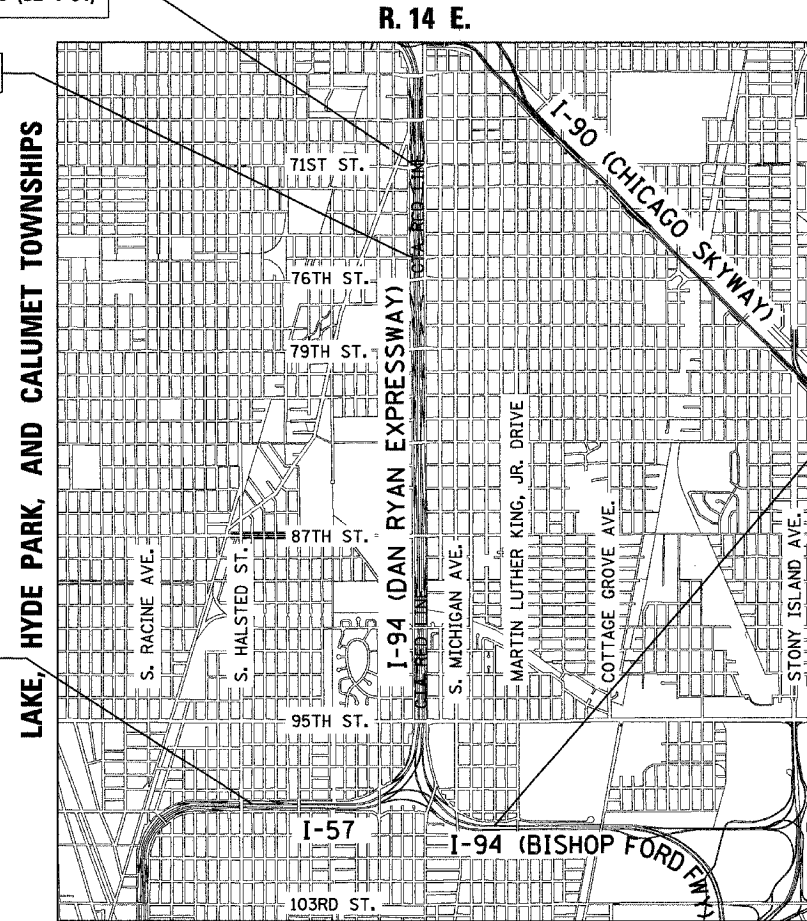 R. 14 E.
LAKE, HYDE PARK, AND CALUMET TOWNSHIPS
71ST ST.
CTA RED LINE
I-90 (CHICAGO SKYWAY)
76TH ST.
79TH ST.
I-94 (DAN RYAN EXPRESSWAY)
87TH ST.
S. RACINE AVE.
S. HALSTED ST.
CTA RED LINE
S. MICHIGAN AVE.
MARTIN LUTHER KING, JR. DRIVE
COTTAGE GROVE AVE.
STONY ISLAND AVE.
95TH ST.
I-57
I-94 (BISHOP FORD FWY)
103RD ST.